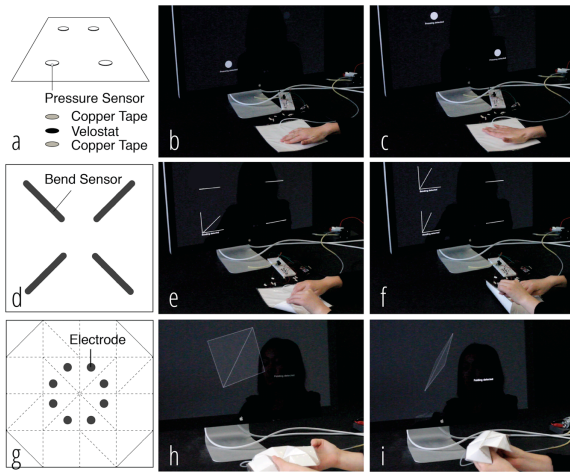 Pressure Sensor
Copper Tape
Velostat
Copper Tape
a
b
c
Bend Sensor
d
e
f
Electrode
g
h
i